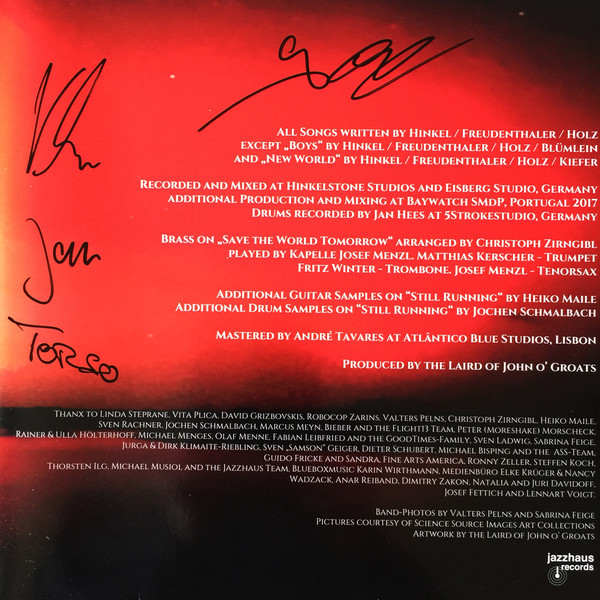 Jan
Torso
All Songs written by Hinkel / Freudenthaler / Holz
except „Boys“ by Hinkel / Freudenthaler / Holz / Blümlein
and „New World“ by Hinkel / Freudenthaler / Holz / Kiefer
Recorded and Mixed at Hinkelstone Studios and Eisberg Studio, Germany
additional Production and Mixing at Baywatch SMdP, Portugal 2017
Drums recorded by Jan Hees at 5Strokestudio, Germany
Brass on „Save the World Tomorrow“ arranged by Christoph Zirngibl
played by Kapelle Josef Menzl. Matthias Kerscher - Trumpet
Fritz Winter - Trombone. Josef Menzl - Tenorsax
Additional Guitar Samples on “Still Running“ by Heiko Maile
Additional Drum Samples on “Still Running“ by Jochen Schmalbach
Mastered by André Tavares at Atlântico Blue Studios, Lisbon
Produced by the Laird of John o’ Groats
Thanx to Linda Steprane, Vita Plica, David Grizbovskis, Robocop Zarins, Valters Pelns, Christoph Zirngibl, Heiko Maile,
Sven Rachner, Jochen Schmalbach, Marcus Meyn, Bieber and the Flight13 Team, Peter (Moreshake) Morscheck,
Rainer & Ulla Hölterhoff, Michael Menges, Olaf Menne, Fabian Leibfried and the GoodTimes-Family, Sven Ladwig, Sabrina Feige,
Jurga & Dirk Klimaite-Riebling, Sven „Samson“ Geiger, Dieter Schubert, Michael Bisping and the ASS-Team,
Guido Fricke and Sandra, Fine Arts America, Ronny Zeller, Steffen Koch,
Thorsten Ilg, Michael Musiol and the Jazzhaus Team, Blueboxmusic Karin Wirthmann, Medienbüro Elke Krüger & Nancy
Wadzack, Anar Reiband, Dimitry Zakon, Natalia and Juri Davidoff,
Josef Fettich and Lennart Voigt.
Band-Photos by Valters Pelns and Sabrina Feige
Pictures courtesy of Science Source Images Art Collections
Artwork by the Laird of John o’ Groats
jazzhaus
records